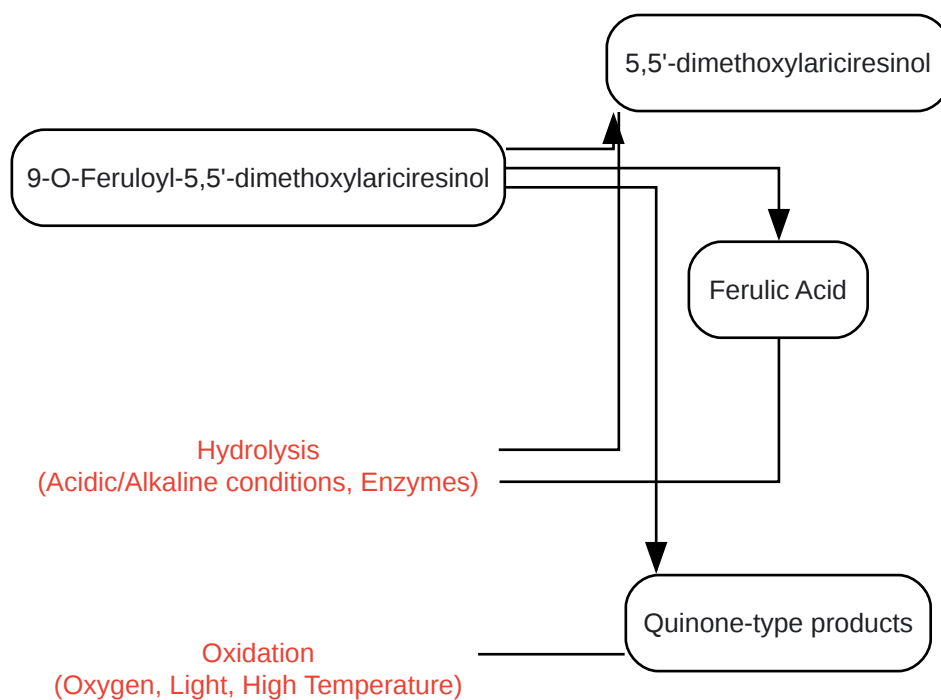 5,5'-dimethoxylariciresinol
9-O-Feruloyl-5,5'-dimethoxylariciresinol
Ferulic Acid
Hydrolysis
(Acidic/Alkaline conditions, Enzymes)
Quinone-type products
Oxidation
(Oxygen, Light, High Temperature)